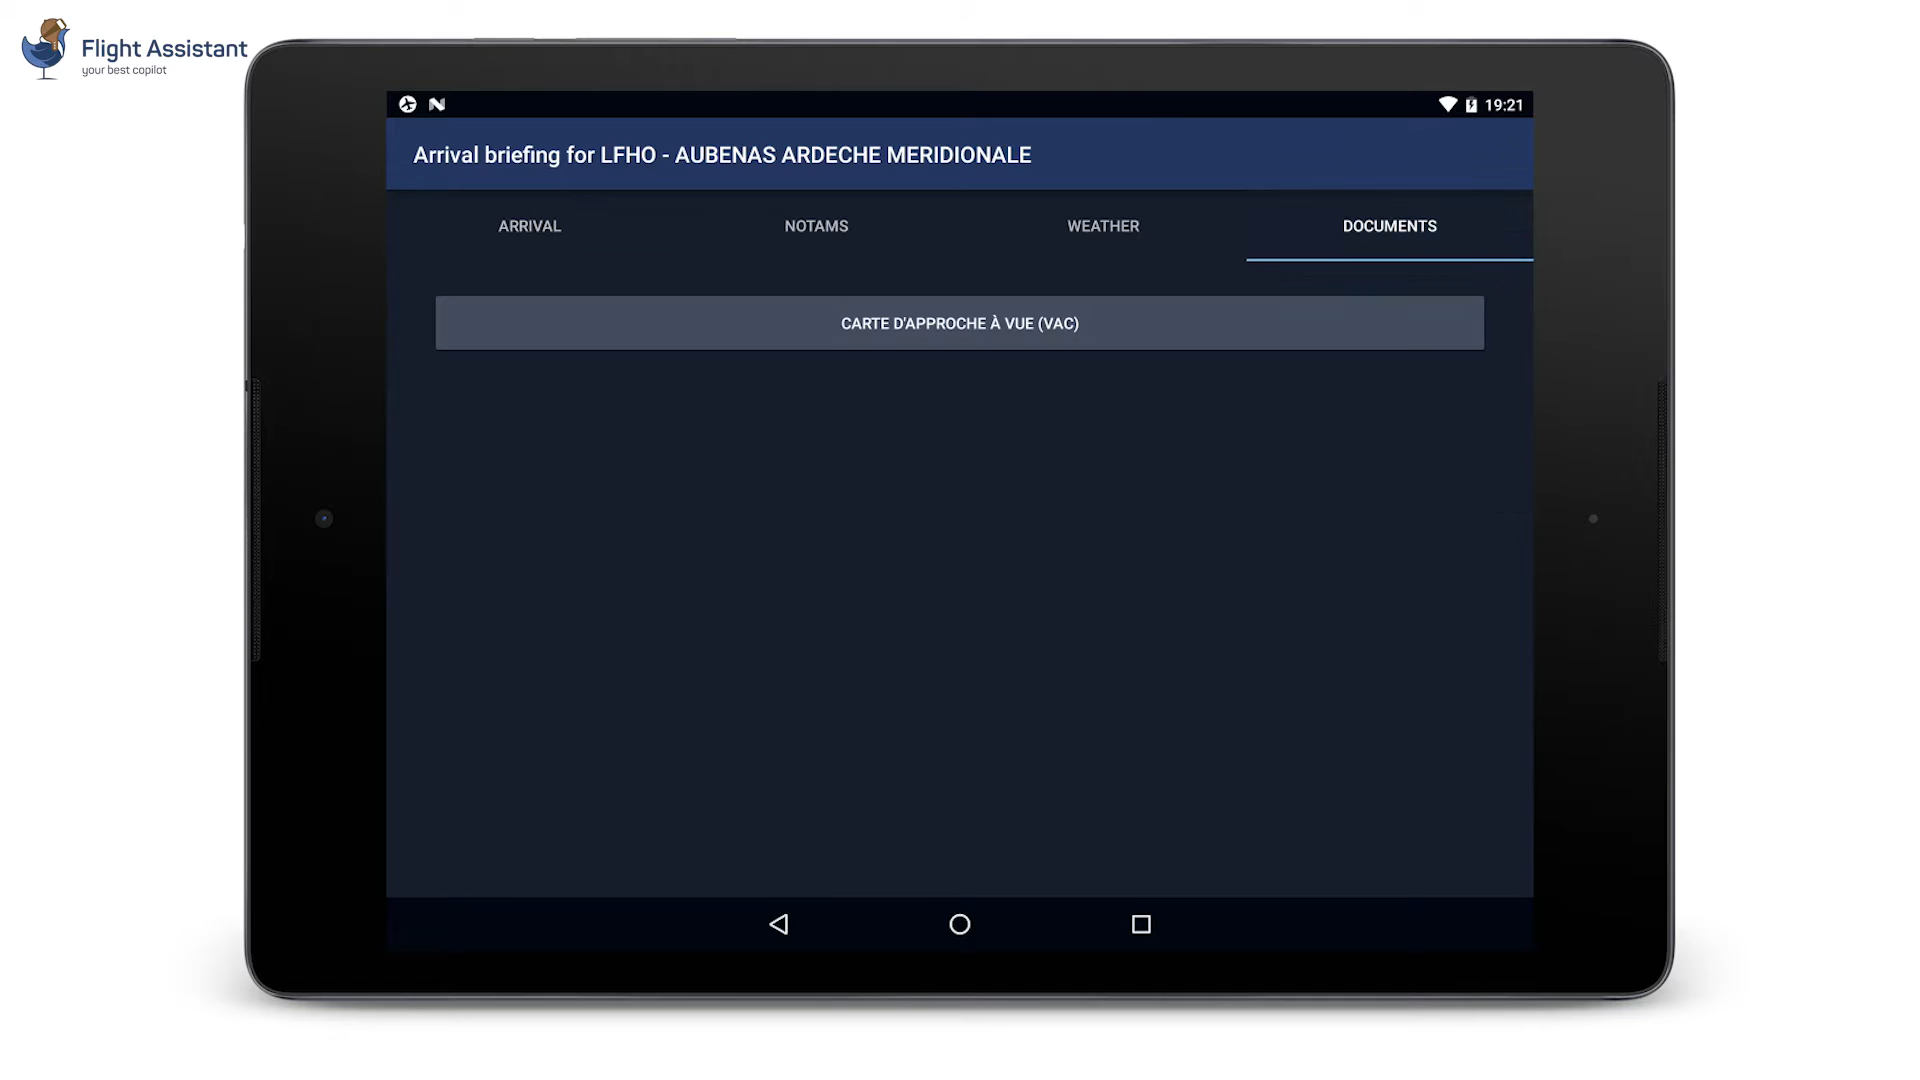 Flight Assistant
your best copilot
19:21
Arrival briefing for LFHO - AUBENAS ARDECHE MERIDIONALE
ARRIVAL
NOTAMS
WEATHER
DOCUMENTS
CARTE D'APPROCHE À VUE (VAC)